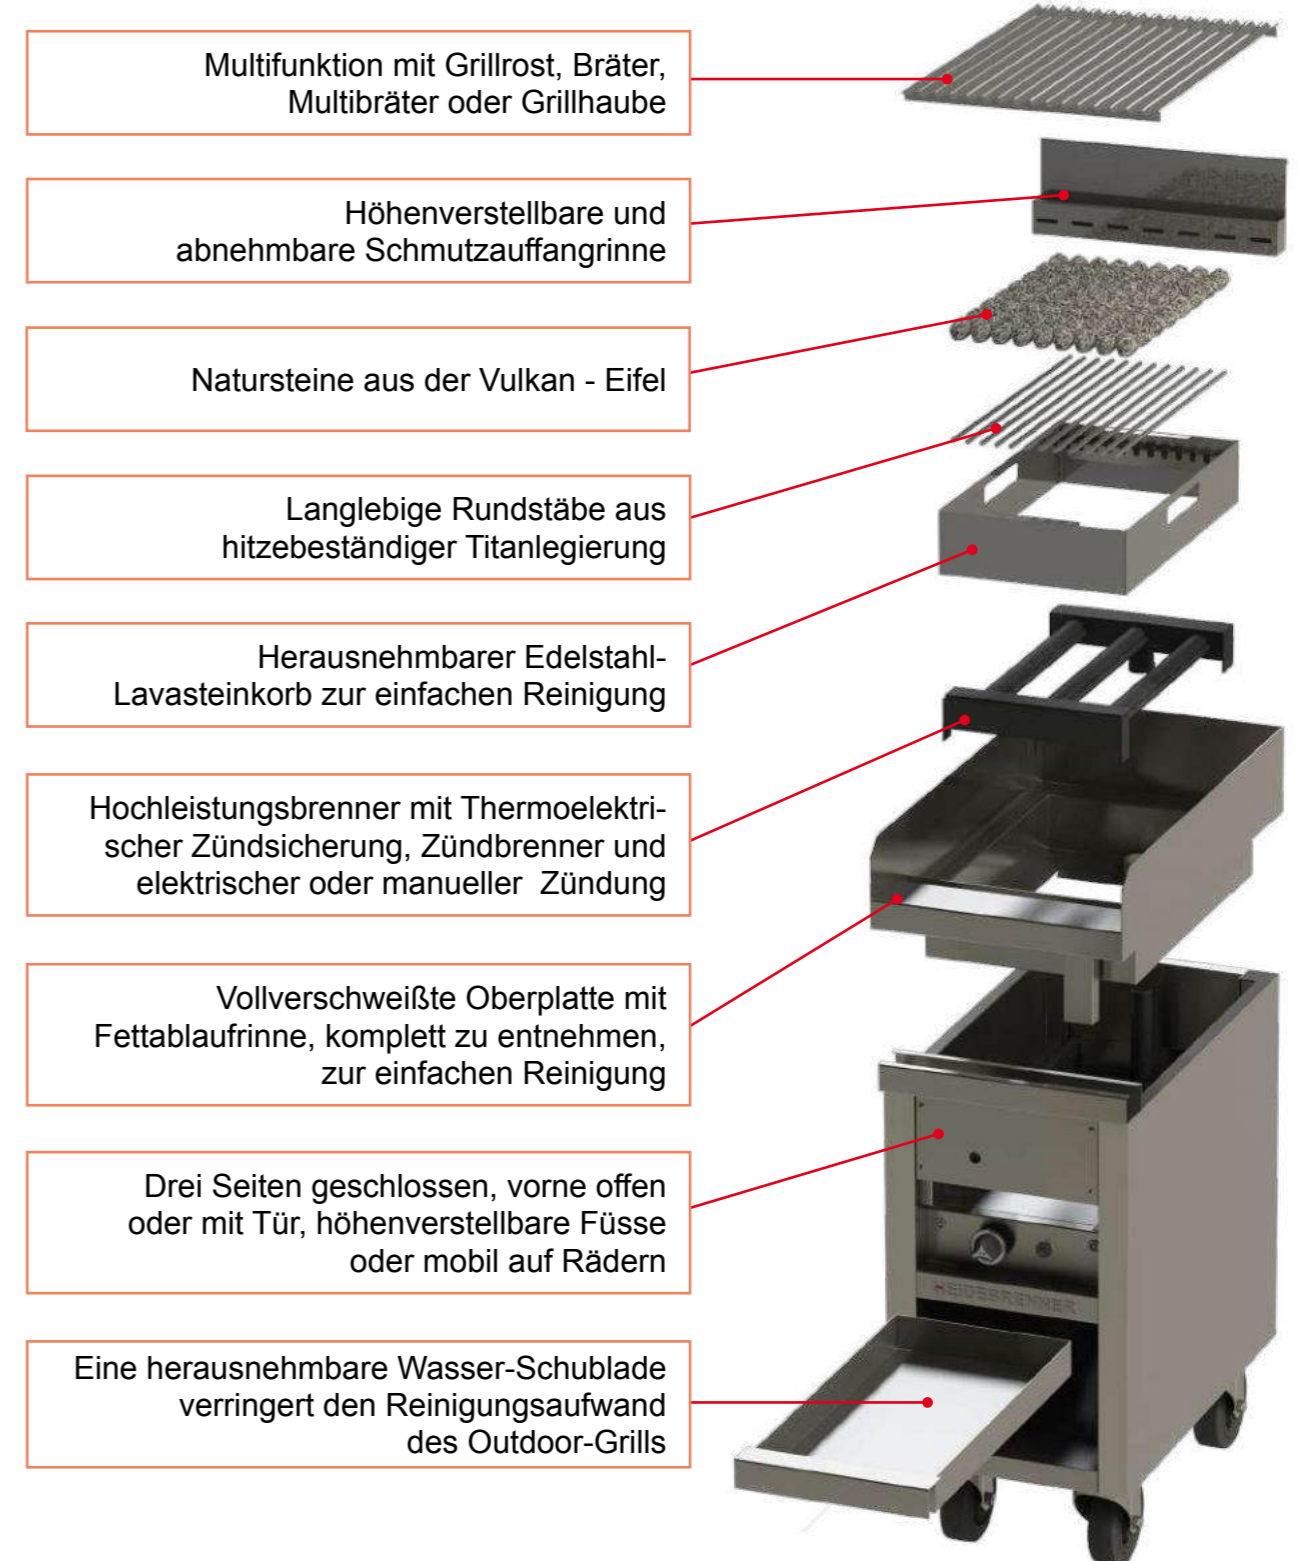 Multifunktion mit Grillrost, Bräter,
Multibräter oder Grillhaube
Höhenverstellbare und
abnehmbare Schmutzauffangrinne
Natursteine aus der Vulkan - Eifel
Langlebige Rundstäbe aus
hitzebeständiger Titanlegierung
Herausnehmbarer Edelstahl-
Lavasteinkorb zur einfachen Reinigung
Hochleistungsbrenner mit Thermoelektri-
scher Zündsicherung, Zündbrenner und
elektrischer oder manueller  Zündung
Vollverschweißte Oberplatte mit
Fettablaufrinne, komplett zu entnehmen,
zur einfachen Reinigung
Drei Seiten geschlossen, vorne offen
oder mit Tür, höhenverstellbare Füsse
oder mobil auf Rädern
HEIDEBRENNER
Eine herausnehmbare Wasser-Schublade
verringert den Reinigungsaufwand
des Outdoor-Grills